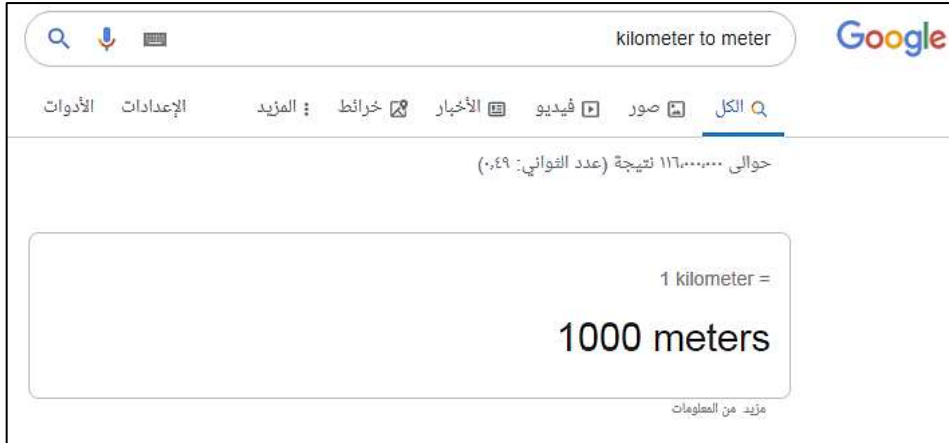 Google
kilometer to meter
الكل صور فيديو الأخبار خرائط المزيد الإعدادات الأدوات
حوالى ١١٦،٠٠٠،٠٠٠ نتيجة (عدد الثواني: ٠,٤٩)
1 kilometer =
1000 meters
مزيد من المعلومات